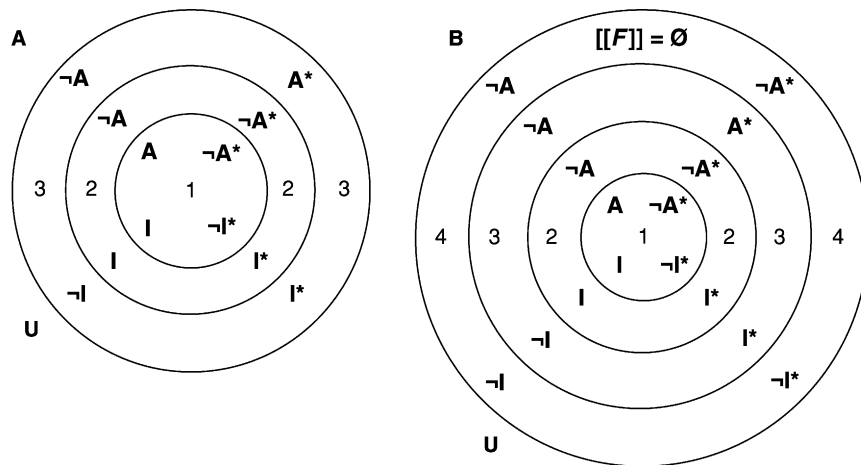 A
¬A A*
¬A ¬A*
A ¬A*
3 2 1 2 3
I ¬I*
I I*
¬I I*
U
B
[[F]] = Ø
¬A ¬A*
¬A A*
¬A ¬A*
A ¬A*
4 3 2 1 2 3 4
I ¬I*
I I*
¬I I*
¬I ¬I*
U